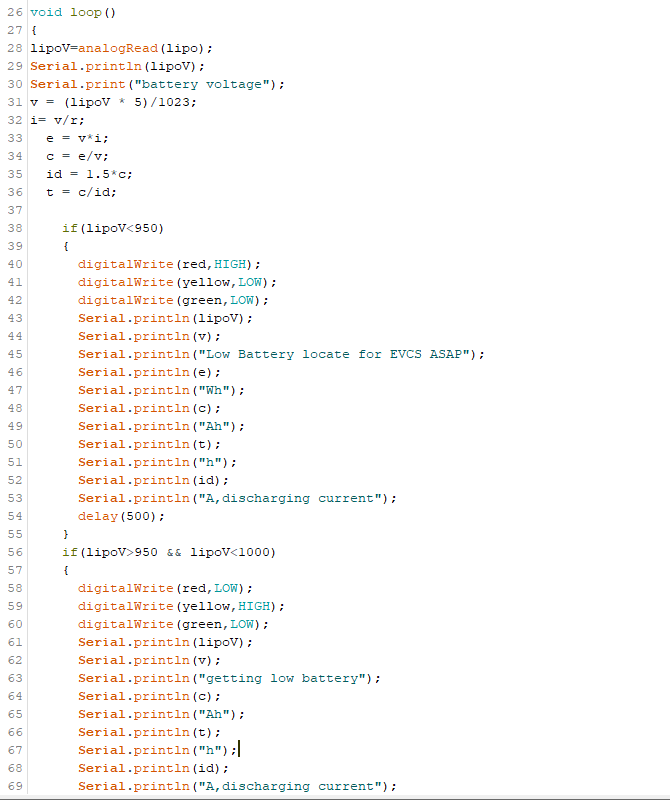 26 void loop()
27 {
28 lipoV=analogRead(lipo);
29 Serial.println(lipoV);
30 Serial.print("battery voltage");
31 v = (lipoV * 5)/1023;
32 i= v/r;
33 e = v*i;
34 c = e/v;
35 id = 1.5*c;
36 t = c/id;
37
38 if(lipoV<950)
39 {
40 digitalWrite(red,HIGH);
41 digitalWrite(yellow,LOW);
42 digitalWrite(green,LOW);
43 Serial.println(lipoV);
44 Serial.println(v);
45 Serial.println("Low Battery locate for EVCS ASAP");
46 Serial.println(e);
47 Serial.println("Wh");
48 Serial.println(c);
49 Serial.println("Ah");
50 Serial.println(t);
51 Serial.println("h");
52 Serial.println(id);
53 Serial.println("A,discharging current");
54 delay(500);
55 }
56 if(lipoV>950 && lipoV<1000)
57 {
58 digitalWrite(red,LOW);
59 digitalWrite(yellow,HIGH);
60 digitalWrite(green,LOW);
61 Serial.println(lipoV);
62 Serial.println(v);
63 Serial.println("getting low battery");
64 Serial.println(c);
65 Serial.println("Ah");
66 Serial.println(t);
67 Serial.println("h");
68 Serial.println(id);
69 Serial.println("A,discharging current");